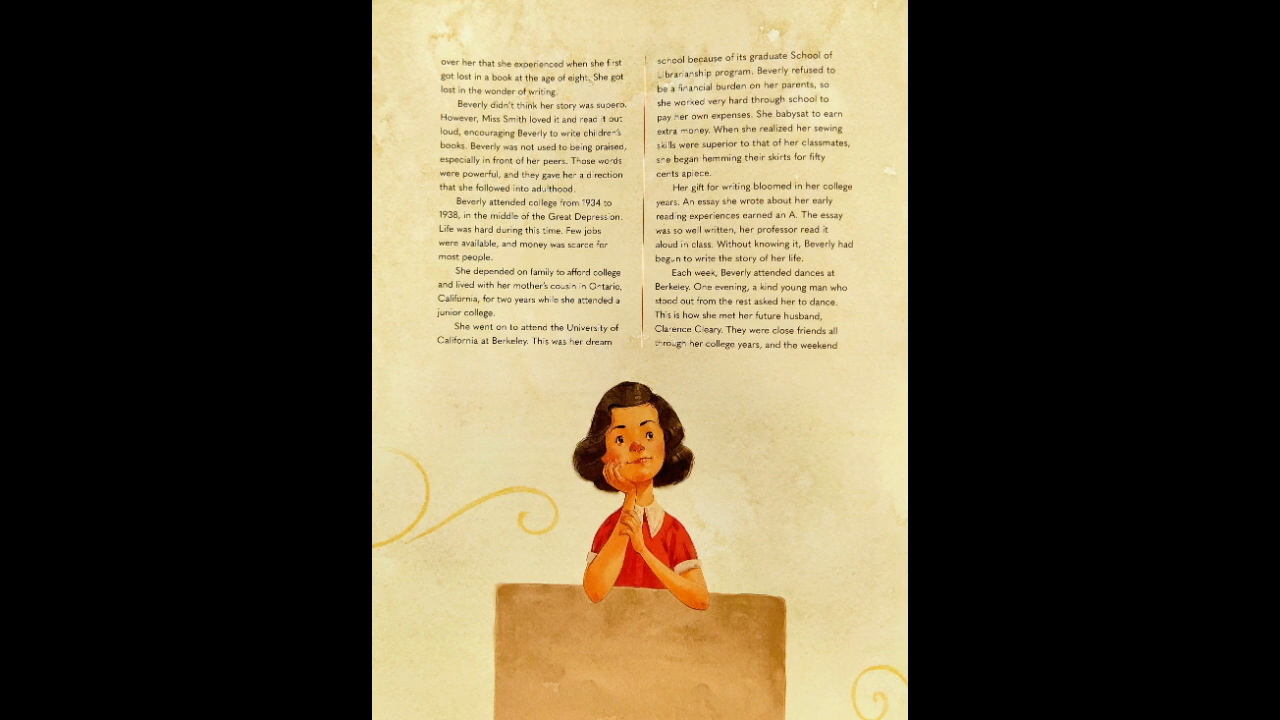 over her that she experienced when she first
got lost in a book at the age of eight. She got
lost in the wonder of writing.
Beverly didn't think her story was superb.
However, Miss Smith loved it and read it out
loud, encouraging Beverly to write children's
books. Beverly was not used to being praised,
especially in front of her peers. Those words
were powerful, and they gave her a direction
that she followed into adulthood.
Beverly attended college from 1934 to
1938, in the middle of the Great Depression.
Life was hard during this time. Few jobs
were available, and money was scarce for
most people.
She depended on family to afford college
and lived with her mother's cousin in Ontario,
California, for two years while she attended a
junior college.
She went on to attend the University of
California at Berkeley. This was her dream
school because of its graduate School of
Librarianship program. Beverly refused to
be a financial burden on her parents, so
she worked very hard through school to
pay her own expenses. She babysat to earn
extra money. When she realized her sewing
skills were superior to that of her classmates,
she began hemming their skirts for fifty
cents apiece.
Her gift for writing bloomed in her college
years. An essay she wrote about her early
reading experiences earned an A. The essay
was so well written, her professor read it
aloud in class. Without knowing it, Beverly had
begun to write the story of her life.
Each week, Beverly attended dances at
Berkeley. One evening, a kind young man who
stood out from the rest asked her to dance.
This is how she met her future husband,
Clarence Cleary. They were close friends all
through her college years, and the weekend